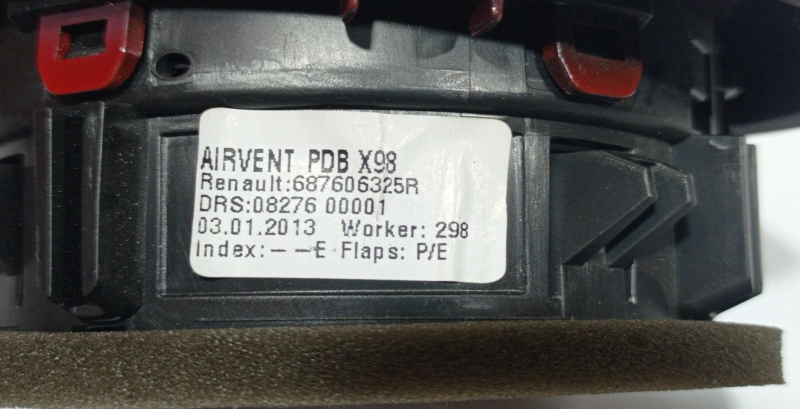 AIRVENT PDB X98
Renault:687606325R
DRS:08276 00001
03.01.2013 Worker: 298
Index:– –E Flaps: P/E